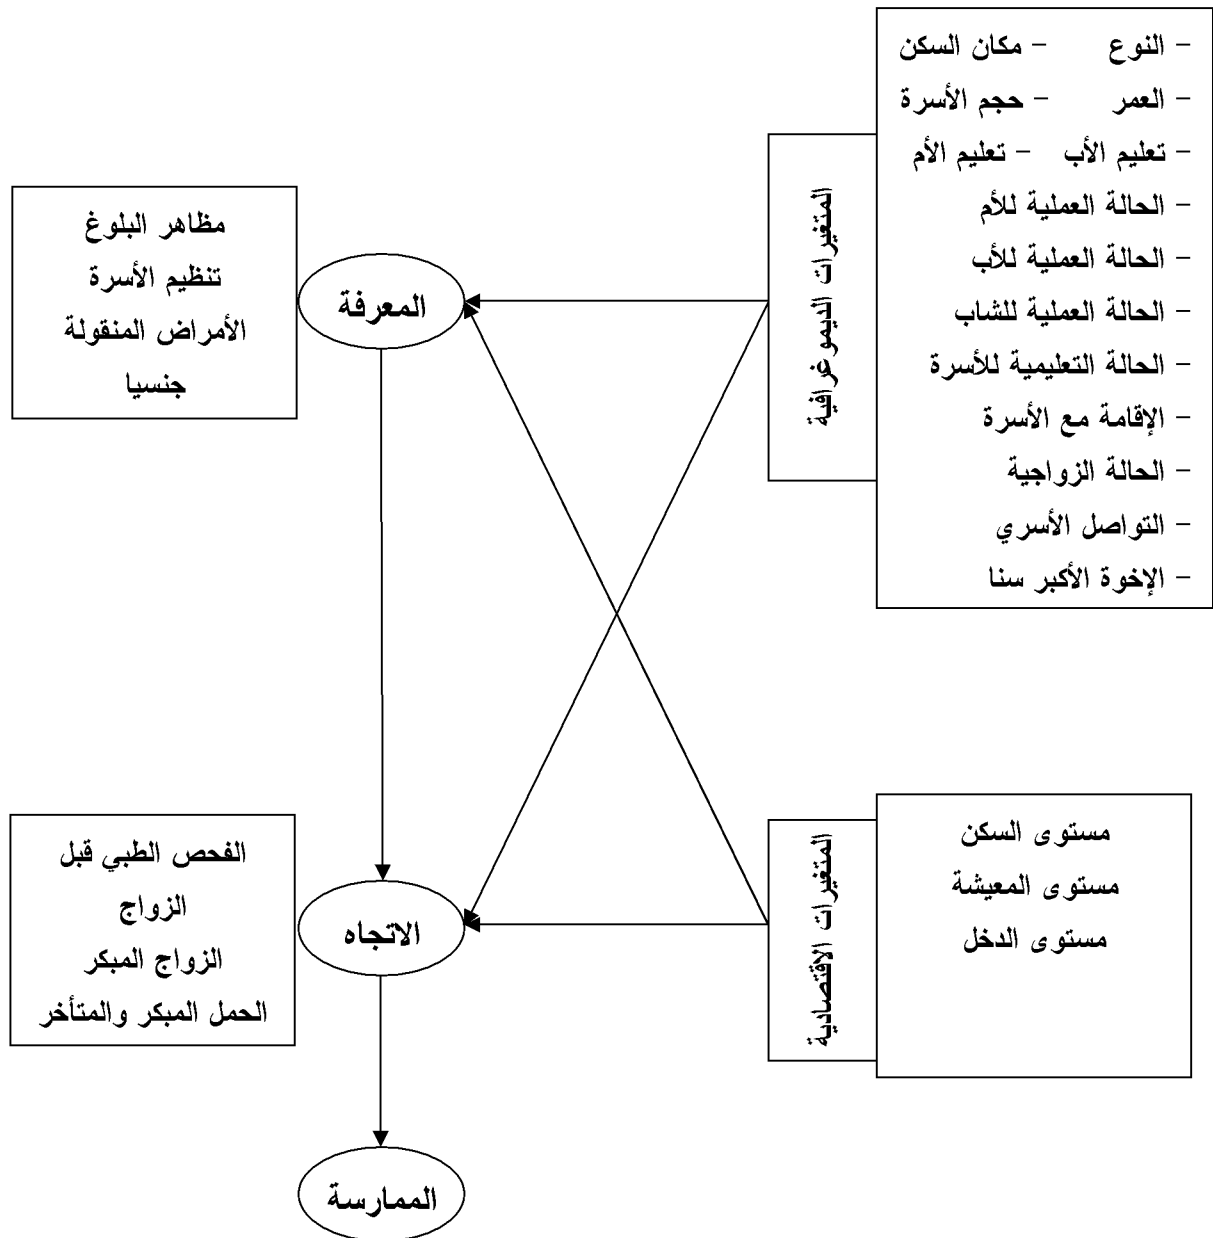 - النوع - مكان السكن
- العمر - حجم الأسرة
- تعليم الأب - تعليم الأم
- الحالة العملية للأم
- الحالة العملية للأب
- الحالة العملية للشاب
- الحالة التعليمية للأسرة
- الإقامة مع الأسرة
- الحالة الزواجية
- التواصل الأسري
- الإخوة الأكبر سنا
المتغيرات الديموغرافية
المعرفة
مظاهر البلوغ
تنظيم الأسرة
الأمراض المنقولة
جنسيا
مستوى السكن
مستوى المعيشة
مستوى الدخل
المتغيرات الاقتصادية
الاتجاه
الفحص الطبي قبل
الزواج
الزواج المبكر
الحمل المبكر والمتأخر
الممارسة